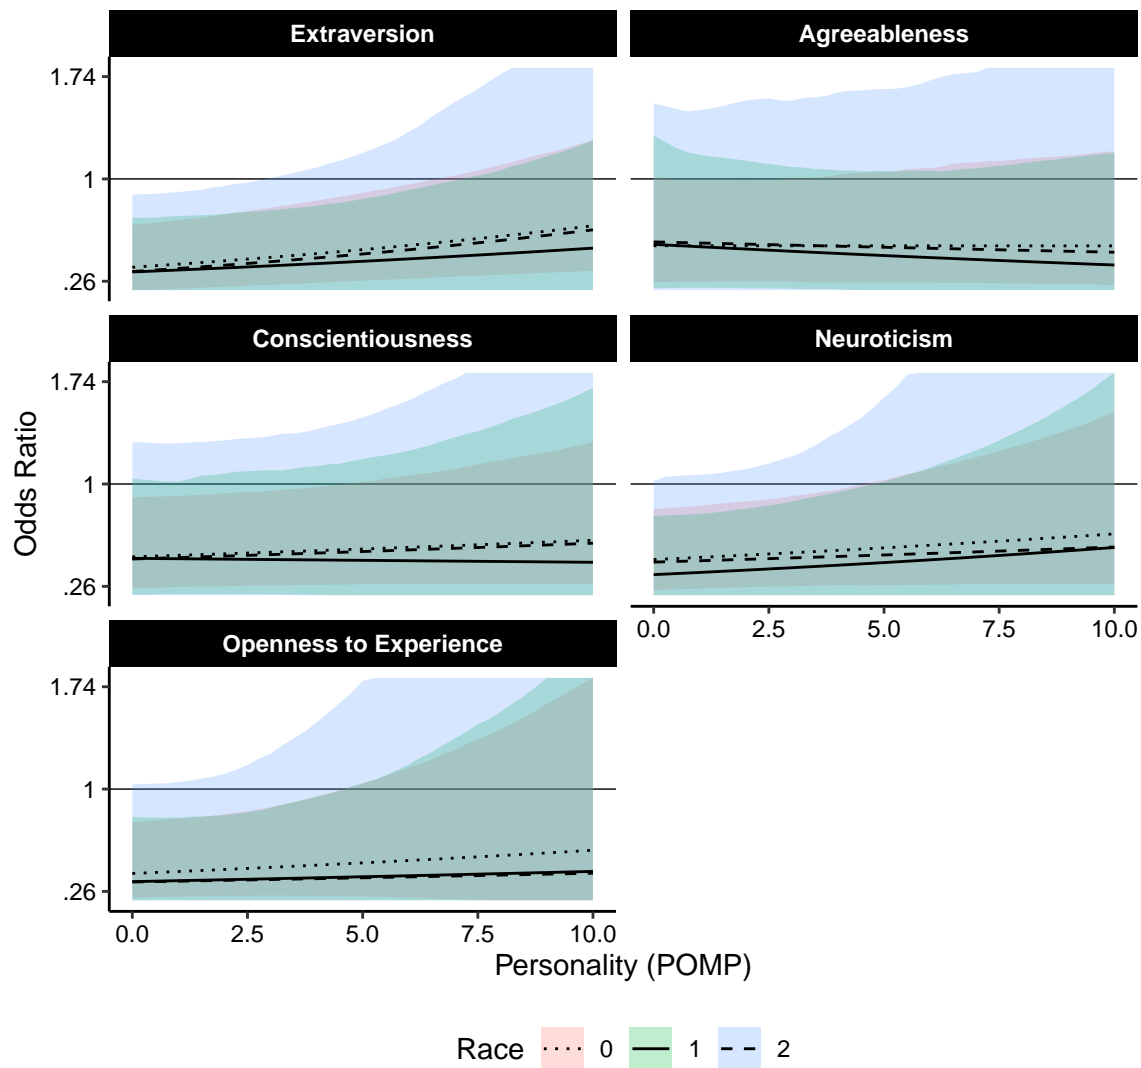 Extraversion
Agreeableness
1.74
1
.26
Conscientiousness
Neuroticism
1.74
1
.26
0.0 2.5 5.0 7.5 10.0
Openness to Experience
1.74
1
.26
0.0 2.5 5.0 7.5 10.0
Odds Ratio
Personality (POMP)
Race 0 1 2